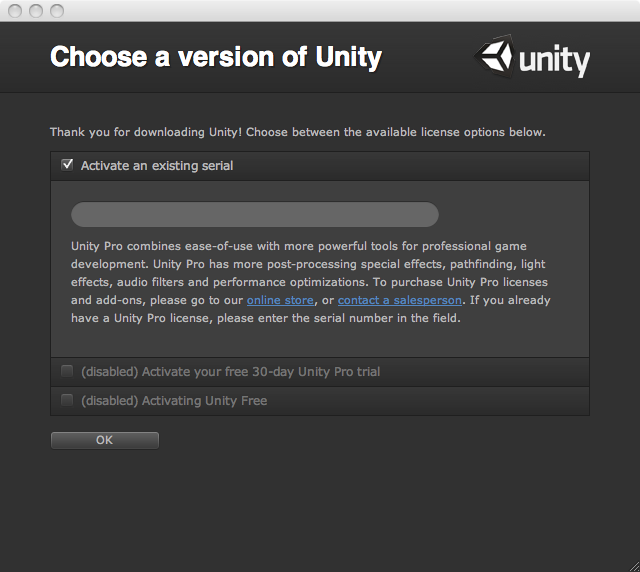 Choose a version of Unity
unity
Thank you for downloading Unity! Choose between the available license options below.
Activate an existing serial
Unity Pro combines ease-of-use with more powerful tools for professional game
development. Unity Pro has more post-processing special effects, pathfinding, light
effects, audio filters and performance optimizations. To purchase Unity Pro licenses
and add-ons, please go to our online store, or contact a salesperson. If you already
have a Unity Pro license, please enter the serial number in the field.
(disabled) Activate your free 30-day Unity Pro trial
(disabled) Activating Unity Free
OK